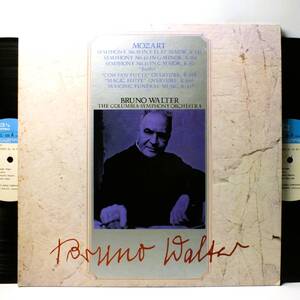 MOZART
SYMPHONY No. 39 IN E FLAT MAJOR, K. 543
SYMPHONY No. 40 IN G MINOR, K. 550
SYMPHONY No. 41 IN C MAJOR, K. 551
"COSÌ FAN TUTTE" OVERTURE, K. 588
"MAGIC FLUTE" OVERTURE, K. 620
MASONIC FUNERAL MUSIC, K. 477
BRUNO WALTER
THE COLUMBIA SYMPHONY ORCHESTRA
Bruno Walter